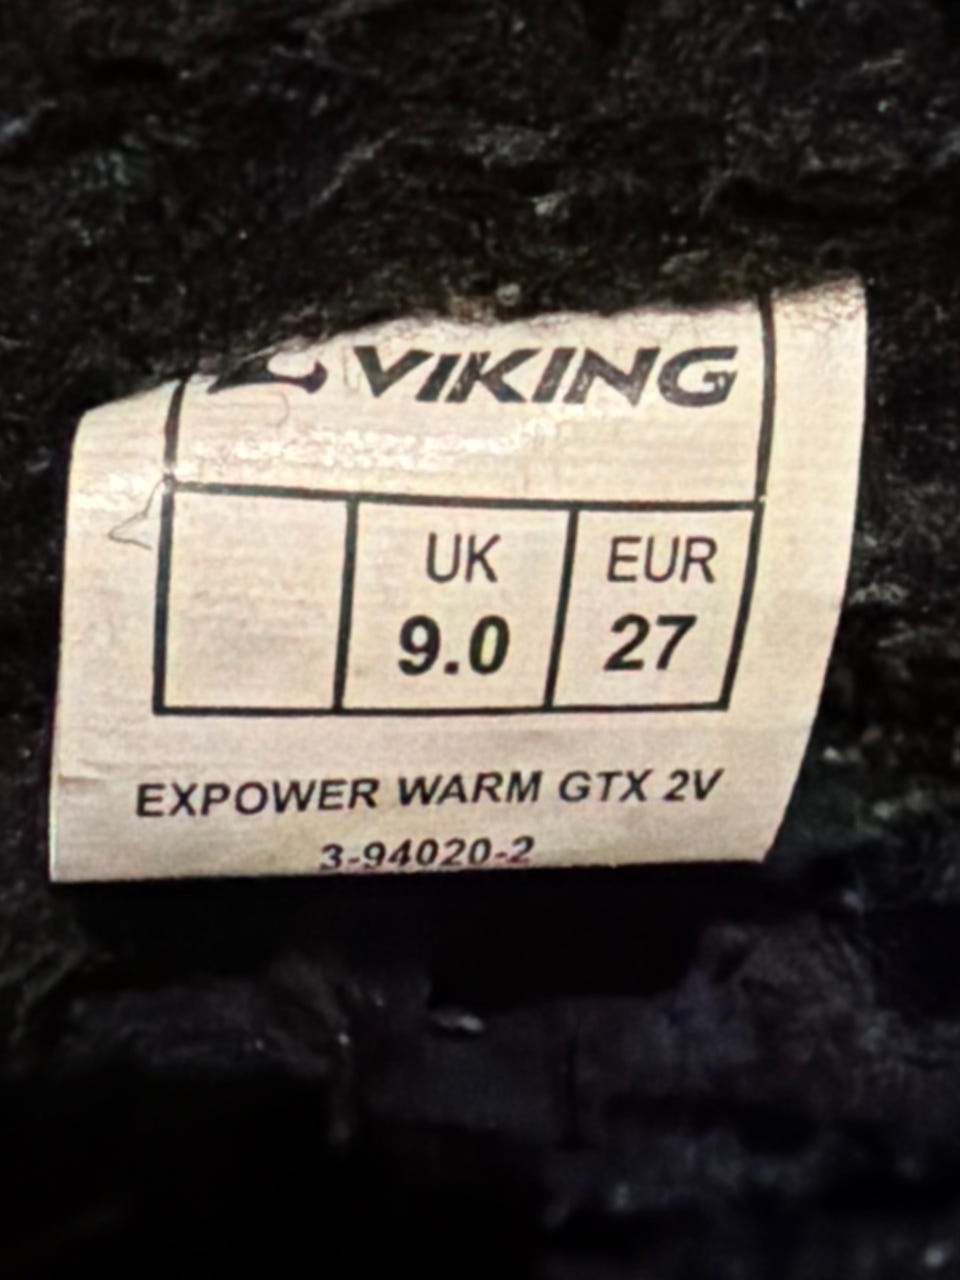 VIKING
UK EUR
9.0 27
EXPOWER WARM GTX 2V
3-94020-2